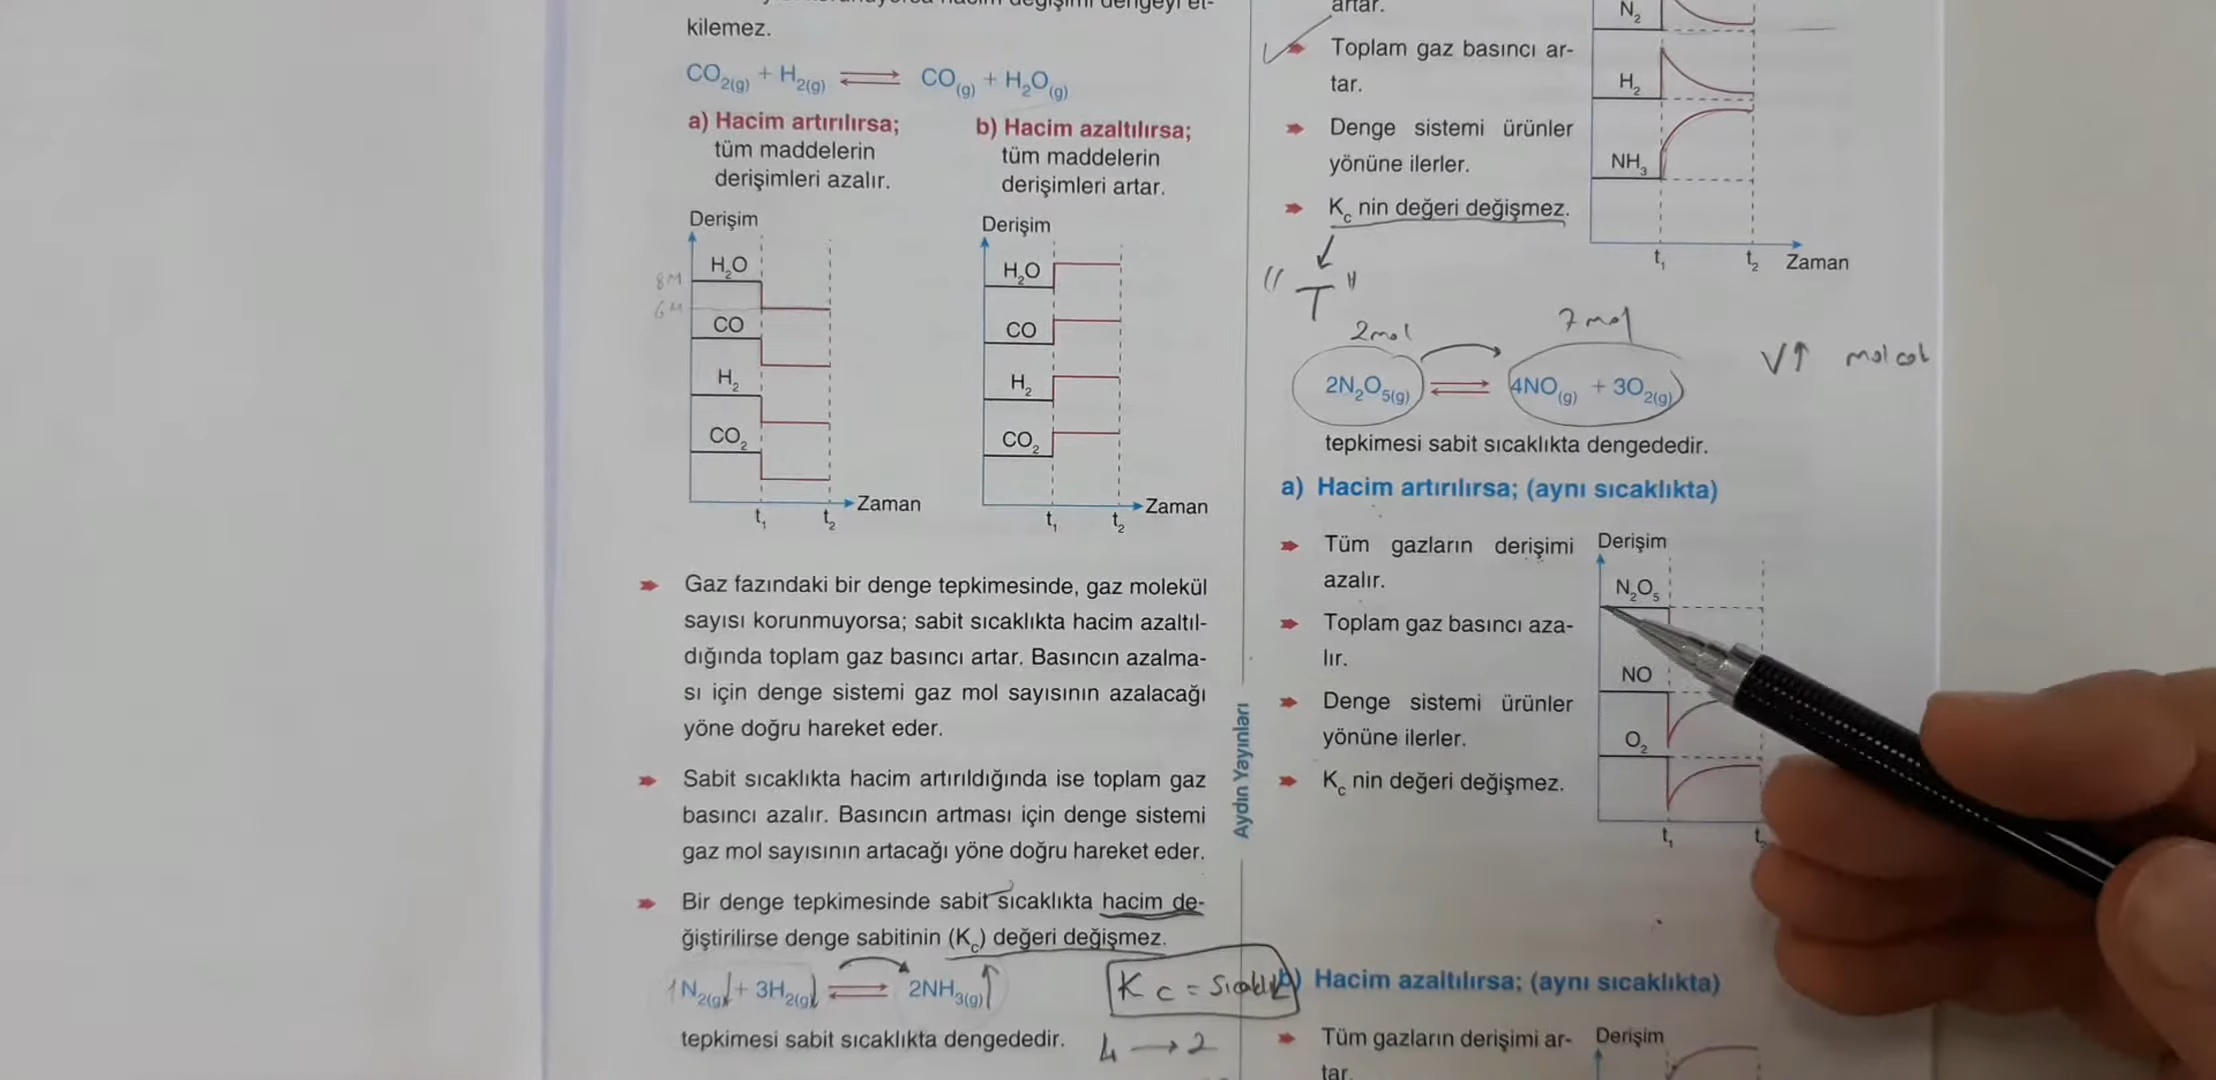 kilemez.
CO2(g) + H2(g) ⇌ CO(g) + H2O(g)
a) Hacim artırılırsa;
tüm maddelerin
derişimleri azalır.
b) Hacim azaltılırsa;
tüm maddelerin
derişimleri artar.
Derişim
8M
H2O
6M
CO
H2
CO2
t1
t2
Zaman
Derişim
H2O
CO
H2
CO2
t1
t2
Zaman
Gaz fazındaki bir denge tepkimesinde, gaz molekül
sayısı korunmuyorsa; sabit sıcaklıkta hacim azaltıl-
dığında toplam gaz basıncı artar. Basıncın azalma-
sı için denge sistemi gaz mol sayısının azalacağı
yöne doğru hareket eder.
Sabit sıcaklıkta hacim artırıldığında ise toplam gaz
basıncı azalır. Basıncın artması için denge sistemi
gaz mol sayısının artacağı yöne doğru hareket eder.
Bir denge tepkimesinde sabit sıcaklıkta hacim de-
ğiştirilirse denge sabitinin (Kc) değeri değişmez.
1N2(g)↓ + 3H2(g)↓ ⇌ 2NH3(g)↑
Kc = Sıcaklık
tepkimesi sabit sıcaklıkta dengededir.
4 → 2
Aydın Yayınları
artar.
Toplam gaz basıncı ar-
tar.
Denge sistemi ürünler
yönüne ilerler.
Kc nin değeri değişmez.
"T"
N2
H2
NH3
t1
t2
Zaman
2mol
7mol
2N2O5(g) ⇌ 4NO(g) + 3O2(g)
V↑
tepkimesi sabit sıcaklıkta dengededir.
a) Hacim artırılırsa; (aynı sıcaklıkta)
Tüm gazların derişimi
azalır.
Toplam gaz basıncı aza-
lır.
Denge sistemi ürünler
yönüne ilerler.
Kc nin değeri değişmez.
Derişim
N2O5
NO
O2
t1
b) Hacim azaltılırsa; (aynı sıcaklıkta)
Tüm gazların derişimi ar-
tar.
Derişim